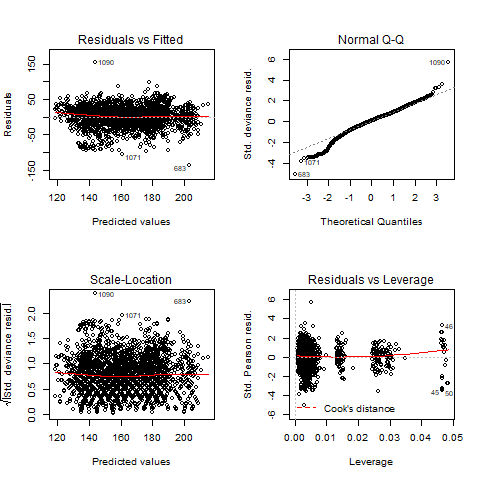 Residuals vs Fitted
Residuals
-150
-50
50
150
1090
1071
683
120 140 160 180 200
Predicted values
Normal Q-Q
Std. deviance resid.
-4 -2 0 2 4 6
1090
1071
683
-3 -2 -1 0 1 2 3
Theoretical Quantiles
Scale-Location
√|Std. deviance resid.|
0.0 0.5 1.0 1.5 2.0
1090
683
1071
120 140 160 180 200
Predicted values
Residuals vs Leverage
Std. Pearson resid.
-6 -4 -2 0 2 4 6
46
45
50
Cook's distance
0.00 0.01 0.02 0.03 0.04 0.05
Leverage